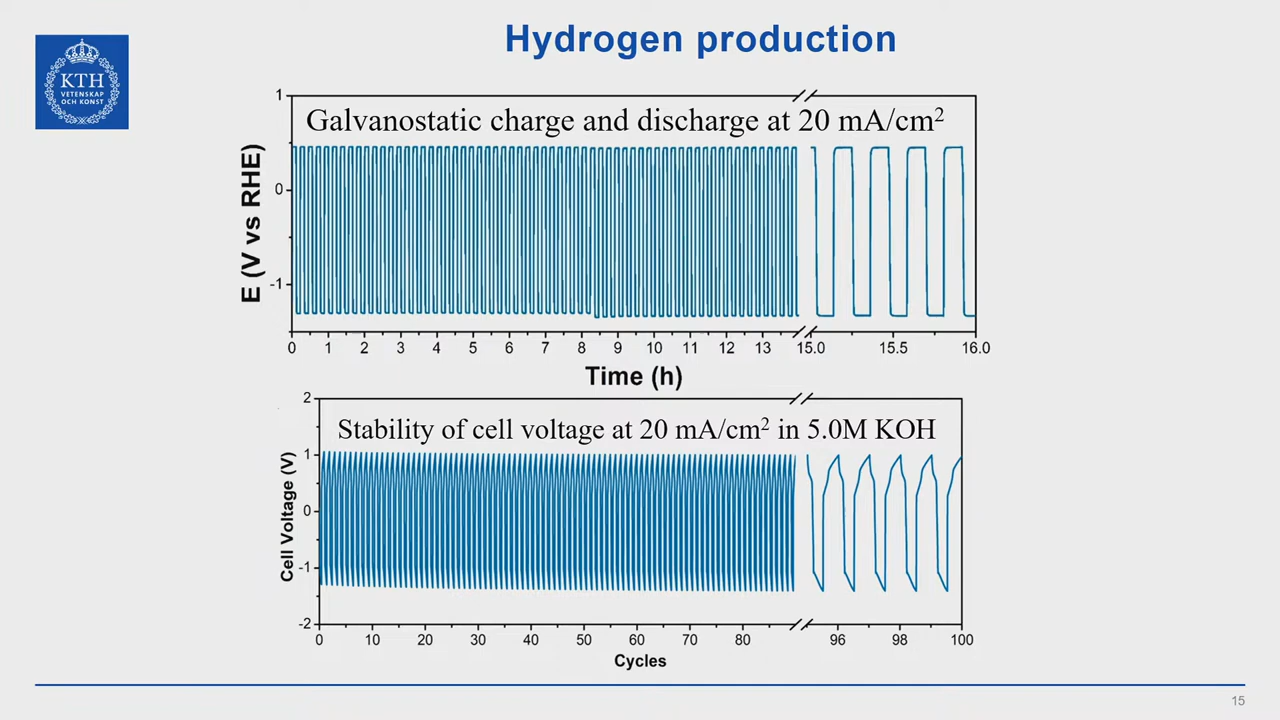 Hydrogen production
KTH
VETENSKAP
OCH KONST
Galvanostatic charge and discharge at 20 mA/cm²
E (V vs RHE)
1
0
-1
0 1 2 3 4 5 6 7 8 9 10 11 12 13 15.0 15.5 16.0
Time (h)
Stability of cell voltage at 20 mA/cm² in 5.0M KOH
Cell Voltage (V)
2
1
0
-1
-2
0 10 20 30 40 50 60 70 80 96 98 100
Cycles
15